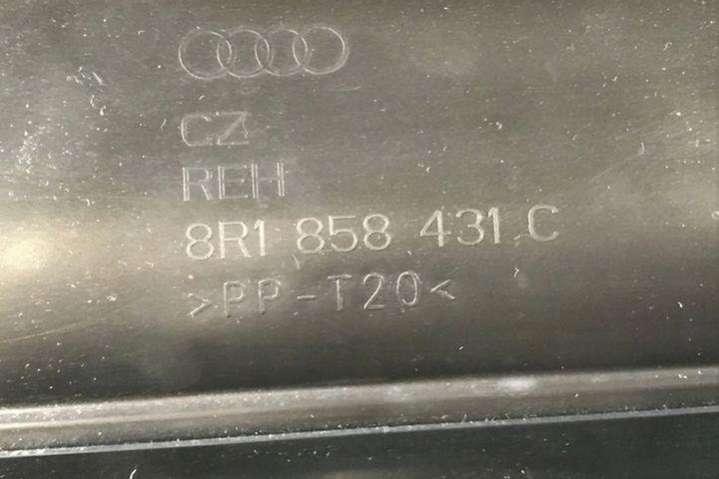 CZ
REH
8R1 858 431 C
>PP-T20<